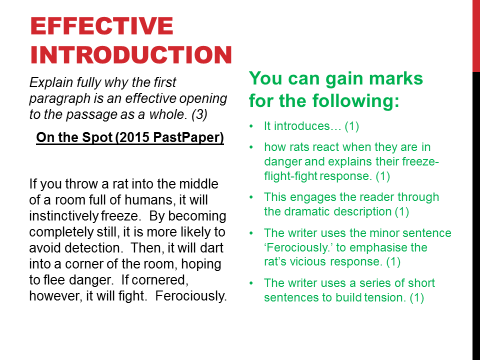 EFFECTIVE
INTRODUCTION
Explain fully why the first
paragraph is an effective opening
to the passage as a whole. (3)
On the Spot (2015 PastPaper)
If you throw a rat into the middle
of a room full of humans, it will
instinctively freeze.  By becoming
completely still, it is more likely to
avoid detection.  Then, it will dart
into a corner of the room, hoping
to flee danger.  If cornered,
however, it will fight.  Ferociously.
You can gain marks
for the following:
• It introduces… (1)
• how rats react when they are in
danger and explains their freeze-
flight-fight response. (1)
• This engages the reader through
the dramatic description (1)
• The writer uses the minor sentence
‘Ferociously.’ to emphasise the
rat’s vicious response. (1)
• The writer uses a series of short
sentences to build tension. (1)